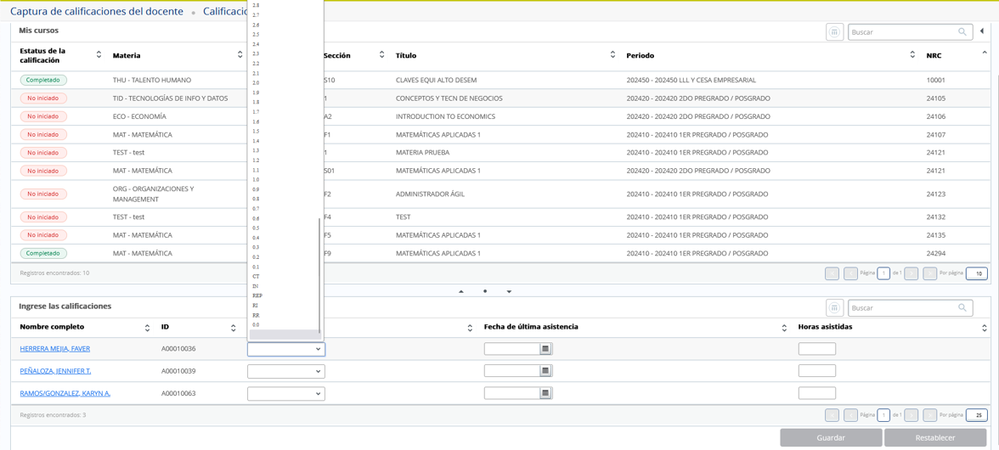 Captura de calificaciones del docente • Calificacio
Mis cursos
Buscar
Estatus de la calificación Materia Sección Título Periodo NRC
Completado THU - TALENTO HUMANO S10 CLAVES EQUI ALTO DESEM 202450 - 202450 LLL Y CESA EMPRESARIAL 10001
No iniciado TID - TECNOLOGÍAS DE INFO Y DATOS 1 CONCEPTOS Y TECN DE NEGOCIOS 202420 - 202420 2DO PREGRADO / POSGRADO 24105
No iniciado ECO - ECONOMÍA A2 INTRODUCTION TO ECONOMICS 202420 - 202420 2DO PREGRADO / POSGRADO 24106
No iniciado MAT - MATEMÁTICA F1 MATEMÁTICAS APLICADAS 1 202410 - 202410 1ER PREGRADO / POSGRADO 24107
No iniciado TEST - test 1 MATERIA PRUEBA 202410 - 202410 1ER PREGRADO / POSGRADO 24121
No iniciado MAT - MATEMÁTICA S01 MATEMÁTICAS APLICADAS 1 202420 - 202420 2DO PREGRADO / POSGRADO 24121
No iniciado ORG - ORGANIZACIONES Y MANAGEMENT F2 ADMINISTRADOR ÁGIL 202410 - 202410 1ER PREGRADO / POSGRADO 24123
No iniciado TEST - test F4 TEST 202410 - 202410 1ER PREGRADO / POSGRADO 24132
No iniciado MAT - MATEMÁTICA F5 MATEMÁTICAS APLICADAS 1 202410 - 202410 1ER PREGRADO / POSGRADO 24135
Completado MAT - MATEMÁTICA F9 MATEMÁTICAS APLICADAS 1 202410 - 202410 1ER PREGRADO / POSGRADO 24294
Registros encontrados: 10
Página 1 de 1 Por página 10
2.8
2.7
2.6
2.5
2.4
2.3
2.2
2.1
2.0
1.9
1.8
1.7
1.6
1.5
1.4
1.3
1.2
1.1
1.0
0.9
0.8
0.7
0.6
0.5
0.4
0.3
0.2
0.1
CT
IN
REP
RI
RR
0.0
Ingrese las calificaciones
Buscar
Nombre completo ID Fecha de última asistencia Horas asistidas
HERRERA MEJIA, FAVER A00010036
PEÑALOZA, JENNIFER T. A00010039
RAMOS/GONZALEZ, KARYN A. A00010063
Registros encontrados: 3
Página 1 de 1 Por página 25
Guardar Restablecer